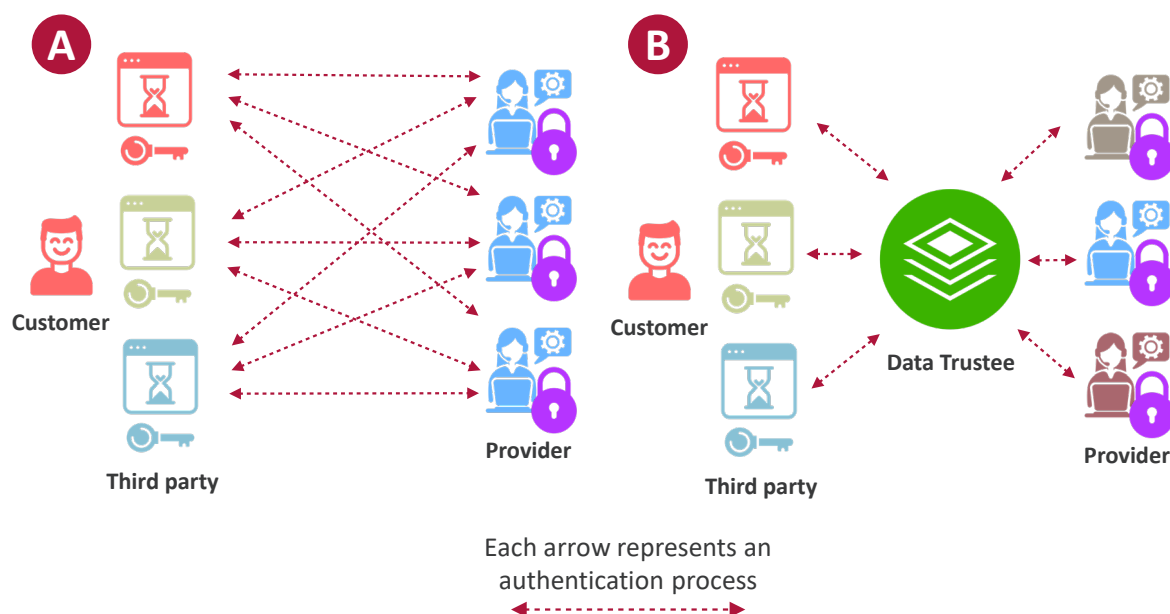 A
B
Customer
Third party
Provider
Customer
Third party
Data Trustee
Provider
Each arrow represents an
authentication process